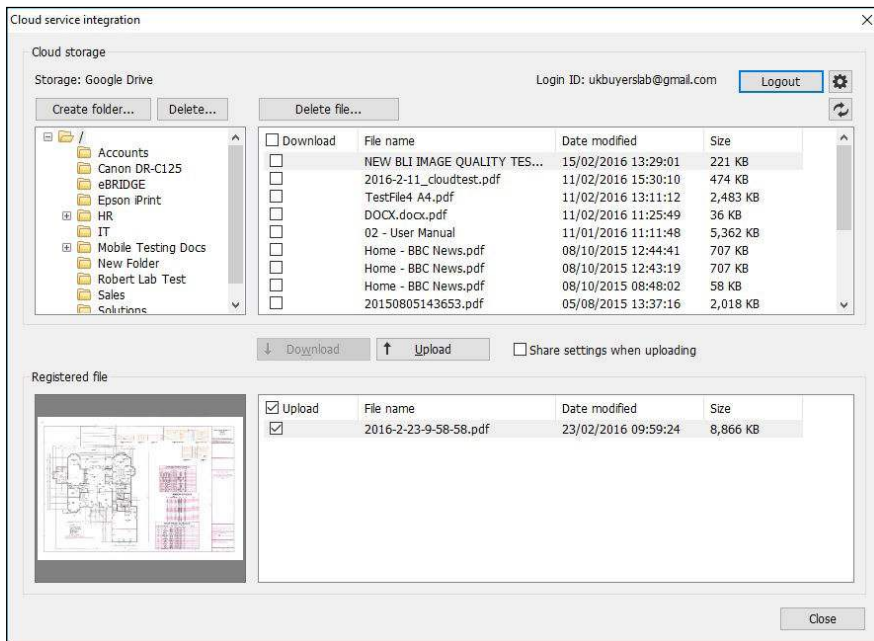 Cloud service integration
Cloud storage
Storage: Google Drive
Login ID: ukbuyerslab@gmail.com
Logout
Create folder...
Delete...
Delete file...
/
Accounts
Canon DR-C125
eBRIDGE
Epson iPrint
HR
IT
Mobile Testing Docs
New Folder
Robert Lab Test
Sales
Solutions
Download File name Date modified Size
NEW BLI IMAGE QUALITY TES... 15/02/2016 13:29:01 221 KB
2016-2-11_cloudtest.pdf 11/02/2016 15:30:10 474 KB
TestFile4 A4.pdf 11/02/2016 13:11:12 2,483 KB
DOCX.docx.pdf 11/02/2016 11:25:49 36 KB
02 - User Manual 11/01/2016 11:11:48 5,362 KB
Home - BBC News.pdf 08/10/2015 12:44:41 707 KB
Home - BBC News.pdf 08/10/2015 12:43:19 707 KB
Home - BBC News.pdf 08/10/2015 08:48:02 58 KB
20150805143653.pdf 05/08/2015 13:37:16 2,018 KB
Download
Upload
Share settings when uploading
Registered file
Upload File name Date modified Size
2016-2-23-9-58-58.pdf 23/02/2016 09:59:24 8,866 KB
Close